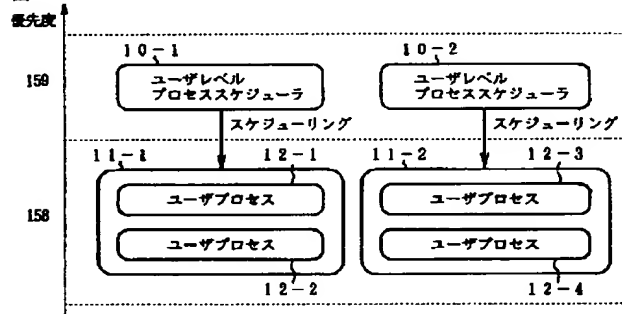 優先度
10-1 10-2
159
ユーザレベル ユーザレベル
プロセススケジューラ プロセススケジューラ
スケジューリング スケジューリング
11-1 12-1 11-2 12-3
ユーザプロセス ユーザプロセス
158
ユーザプロセス ユーザプロセス
12-2 12-4